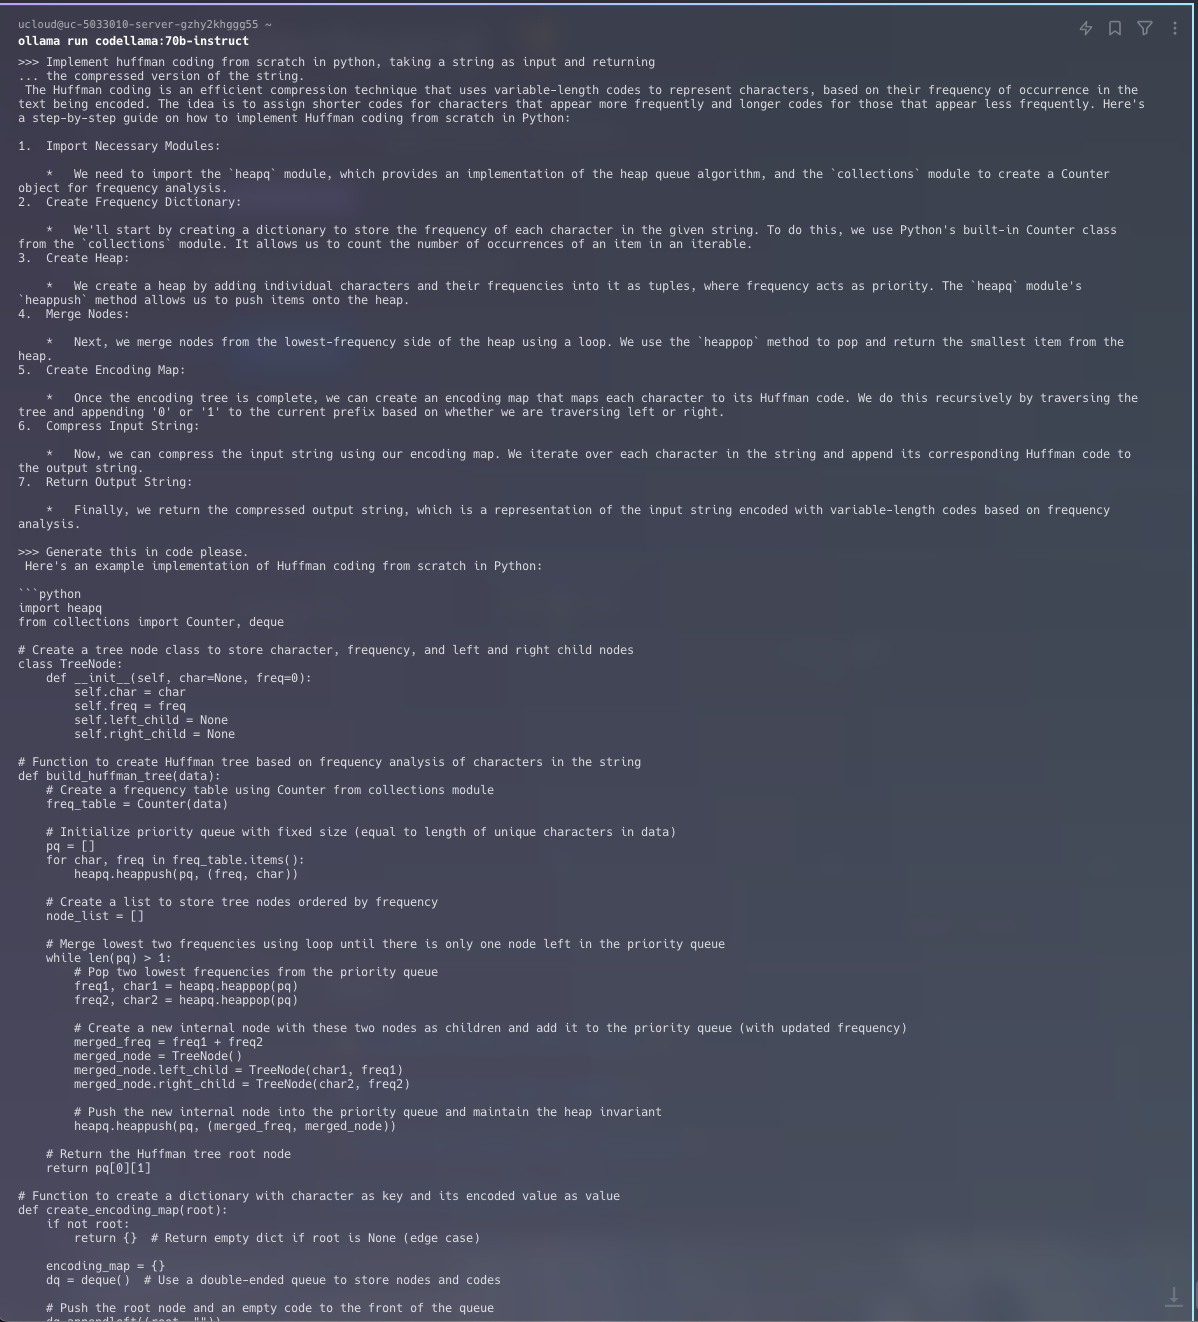 ucloud@uc-5033010-server-gzhy2khggg55 ~
ollama run codellama:70b-instruct
>>> Implement huffman coding from scratch in python, taking a string as input and returning
... the compressed version of the string.
 The Huffman coding is an efficient compression technique that uses variable-length codes to represent characters, based on their frequency of occurrence in the
text being encoded. The idea is to assign shorter codes for characters that appear more frequently and longer codes for those that appear less frequently. Here's
a step-by-step guide on how to implement Huffman coding from scratch in Python:

1.  Import Necessary Modules:

    *   We need to import the `heapq` module, which provides an implementation of the heap queue algorithm, and the `collections` module to create a Counter
object for frequency analysis.
2.  Create Frequency Dictionary:

    *   We'll start by creating a dictionary to store the frequency of each character in the given string. To do this, we use Python's built-in Counter class
from the `collections` module. It allows us to count the number of occurrences of an item in an iterable.
3.  Create Heap:

    *   We create a heap by adding individual characters and their frequencies into it as tuples, where frequency acts as priority. The `heapq` module's
`heappush` method allows us to push items onto the heap.
4.  Merge Nodes:

    *   Next, we merge nodes from the lowest-frequency side of the heap using a loop. We use the `heappop` method to pop and return the smallest item from the
heap.
5.  Create Encoding Map:

    *   Once the encoding tree is complete, we can create an encoding map that maps each character to its Huffman code. We do this recursively by traversing the
tree and appending '0' or '1' to the current prefix based on whether we are traversing left or right.
6.  Compress Input String:

    *   Now, we can compress the input string using our encoding map. We iterate over each character in the string and append its corresponding Huffman code to
the output string.
7.  Return Output String:

    *   Finally, we return the compressed output string, which is a representation of the input string encoded with variable-length codes based on frequency
analysis.

>>> Generate this in code please.
 Here's an example implementation of Huffman coding from scratch in Python:

```python
import heapq
from collections import Counter, deque

# Create a tree node class to store character, frequency, and left and right child nodes
class TreeNode:
    def __init__(self, char=None, freq=0):
        self.char = char
        self.freq = freq
        self.left_child = None
        self.right_child = None

# Function to create Huffman tree based on frequency analysis of characters in the string
def build_huffman_tree(data):
    # Create a frequency table using Counter from collections module
    freq_table = Counter(data)

    # Initialize priority queue with fixed size (equal to length of unique characters in data)
    pq = []
    for char, freq in freq_table.items():
        heapq.heappush(pq, (freq, char))

    # Create a list to store tree nodes ordered by frequency
    node_list = []

    # Merge lowest two frequencies using loop until there is only one node left in the priority queue
    while len(pq) > 1:
        # Pop two lowest frequencies from the priority queue
        freq1, char1 = heapq.heappop(pq)
        freq2, char2 = heapq.heappop(pq)

        # Create a new internal node with these two nodes as children and add it to the priority queue (with updated frequency)
        merged_freq = freq1 + freq2
        merged_node = TreeNode()
        merged_node.left_child = TreeNode(char1, freq1)
        merged_node.right_child = TreeNode(char2, freq2)

        # Push the new internal node into the priority queue and maintain the heap invariant
        heapq.heappush(pq, (merged_freq, merged_node))

    # Return the Huffman tree root node
    return pq[0][1]

# Function to create a dictionary with character as key and its encoded value as value
def create_encoding_map(root):
    if not root:
        return {}  # Return empty dict if root is None (edge case)

    encoding_map = {}
    dq = deque()  # Use a double-ended queue to store nodes and codes

    # Push the root node and an empty code to the front of the queue
    dq.appendleft((root, ""))